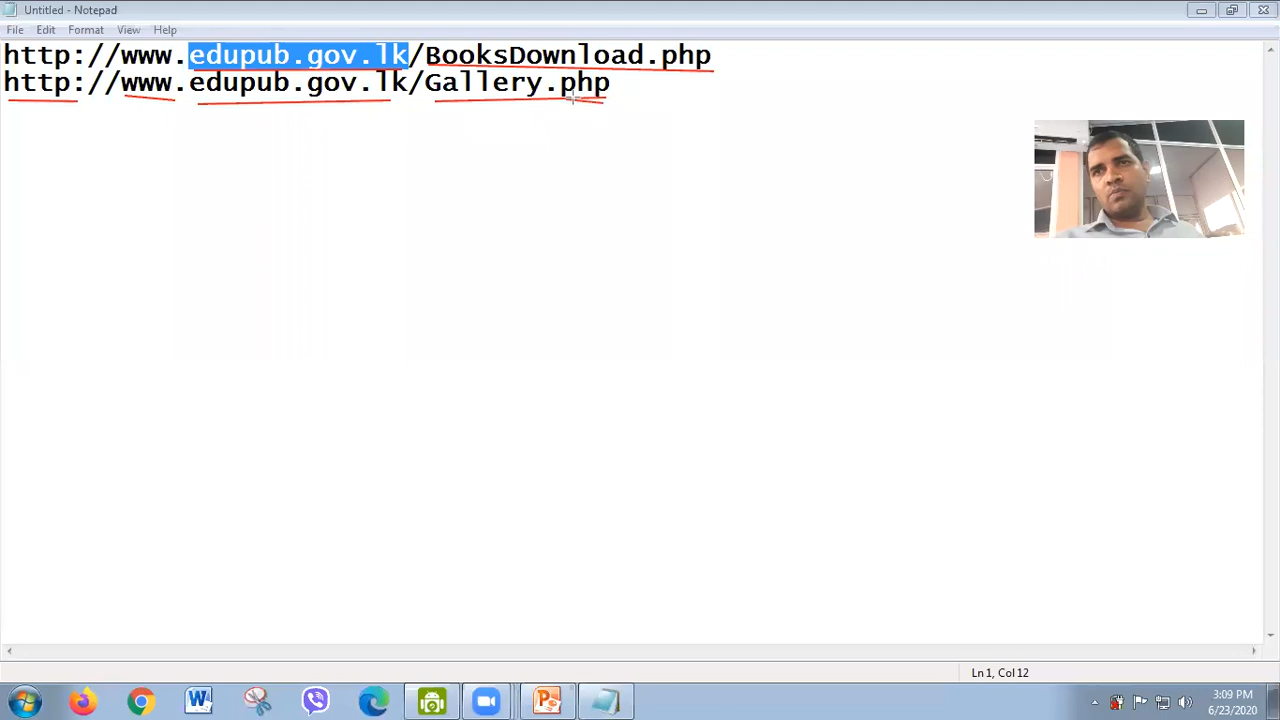 Untitled - Notepad
File Edit Format View Help
http://www.edupub.gov.lk/BooksDownload.php
http://www.edupub.gov.lk/Gallery.php
Ln 1, Col 12
3:09 PM
6/23/2020